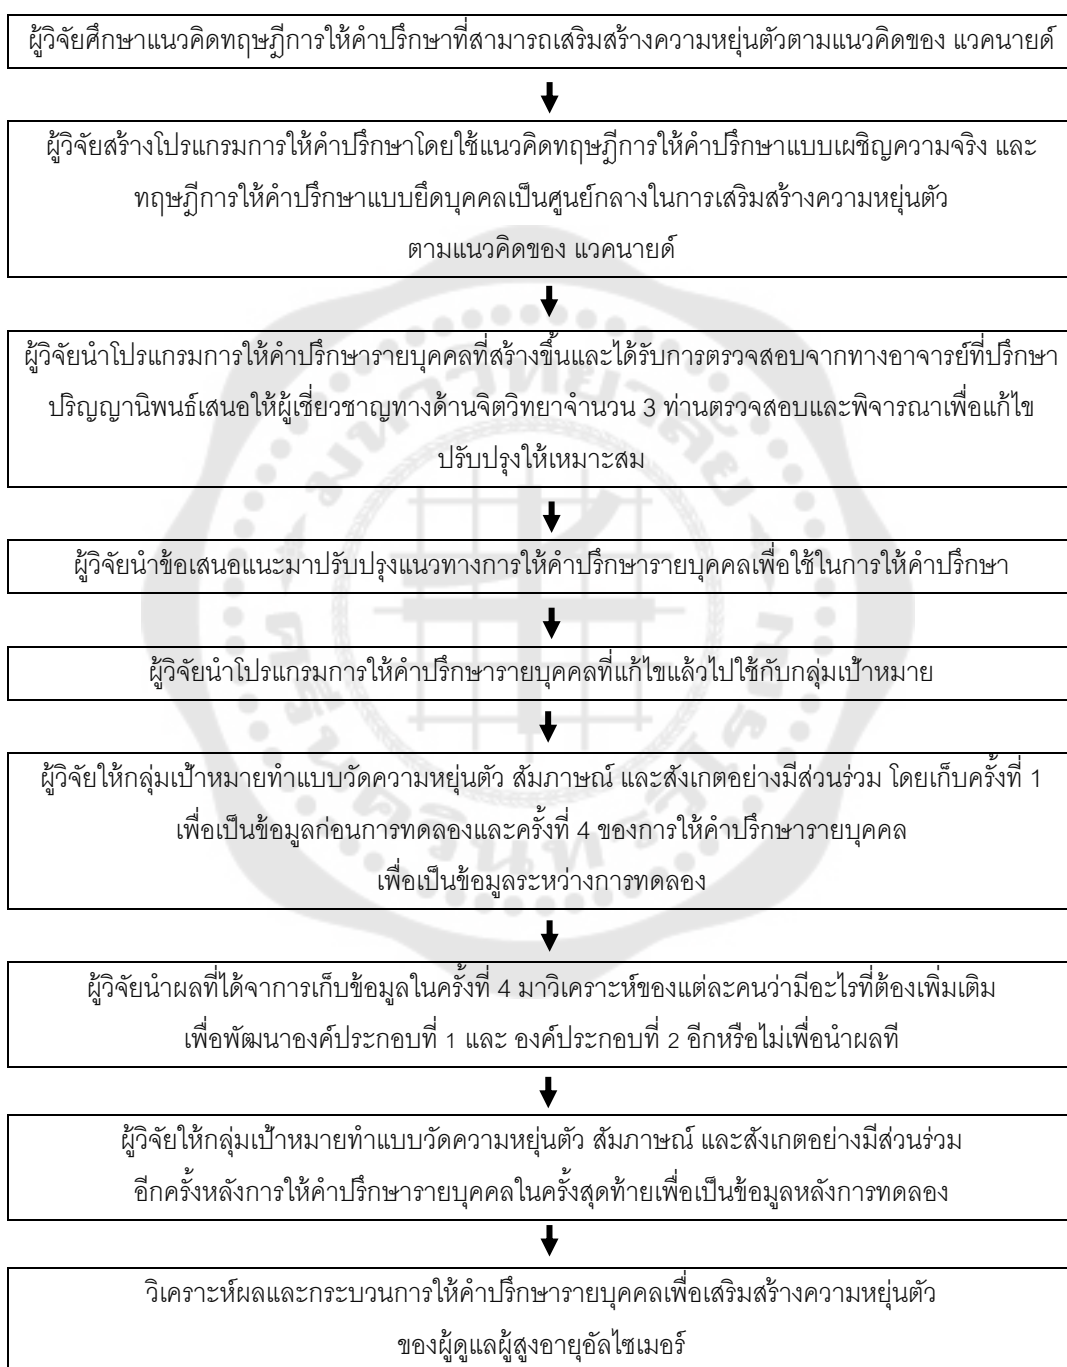 ผู้วิจัยศึกษาแนวคิดทฤษฎีการให้คำปรึกษาที่สามารถเสริมสร้างความหยุ่นตัวตามแนวคิดของ แวคนายด์
ผู้วิจัยสร้างโปรแกรมการให้คำปรึกษาโดยใช้แนวคิดทฤษฎีการให้คำปรึกษาแบบเผชิญความจริง และ
ทฤษฎีการให้คำปรึกษาแบบยึดบุคคลเป็นศูนย์กลางในการเสริมสร้างความหยุ่นตัว
ตามแนวคิดของ แวคนายด์
ผู้วิจัยนำโปรแกรมการให้คำปรึกษารายบุคคลที่สร้างขึ้นและได้รับการตรวจสอบจากทางอาจารย์ที่ปรึกษา
ปริญญานิพนธ์เสนอให้ผู้เชี่ยวชาญทางด้านจิตวิทยาจำนวน 3 ท่านตรวจสอบและพิจารณาเพื่อแก้ไข
ปรับปรุงให้เหมาะสม
ผู้วิจัยนำข้อเสนอแนะมาปรับปรุงแนวทางการให้คำปรึกษารายบุคคลเพื่อใช้ในการให้คำปรึกษา
ผู้วิจัยนำโปรแกรมการให้คำปรึกษารายบุคคลที่แก้ไขแล้วไปใช้กับกลุ่มเป้าหมาย
ผู้วิจัยให้กลุ่มเป้าหมายทำแบบวัดความหยุ่นตัว สัมภาษณ์ และสังเกตอย่างมีส่วนร่วม โดยเก็บครั้งที่ 1
เพื่อเป็นข้อมูลก่อนการทดลองและครั้งที่ 4 ของการให้คำปรึกษารายบุคคล
เพื่อเป็นข้อมูลระหว่างการทดลอง
ผู้วิจัยนำผลที่ได้จาการเก็บข้อมูลในครั้งที่ 4 มาวิเคราะห์ของแต่ละคนว่ามีอะไรที่ต้องเพิ่มเติม
เพื่อพัฒนาองค์ประกอบที่ 1 และ องค์ประกอบที่ 2 อีกหรือไม่เพื่อนำผลที่
ผู้วิจัยให้กลุ่มเป้าหมายทำแบบวัดความหยุ่นตัว สัมภาษณ์ และสังเกตอย่างมีส่วนร่วม
อีกครั้งหลังการให้คำปรึกษารายบุคคลในครั้งสุดท้ายเพื่อเป็นข้อมูลหลังการทดลอง
วิเคราะห์ผลและกระบวนการให้คำปรึกษารายบุคคลเพื่อเสริมสร้างความหยุ่นตัว
ของผู้ดูแลผู้สูงอายุอัลไซเมอร์
มหาวิทยาลัย
ศรีนครินทรวิโรฒ